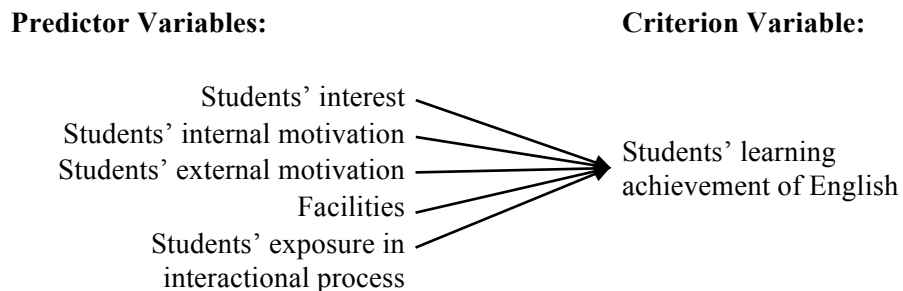 Predictor Variables:
Criterion Variable:
Students’ interest
Students’ internal motivation
Students’ external motivation
Facilities
Students’ exposure in
interactional process
Students’ learning
achievement of English